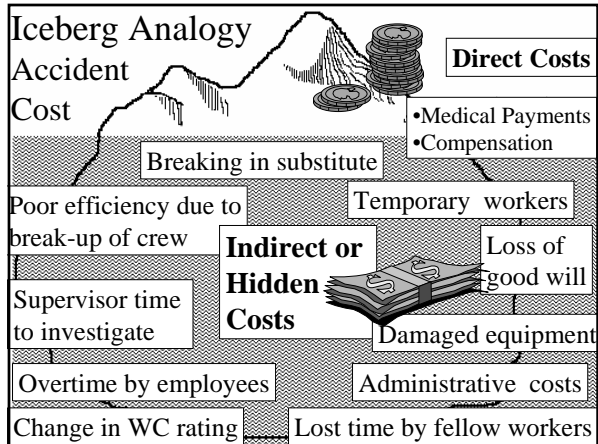 Iceberg Analogy
Accident
Cost
Direct Costs
•Medical Payments
•Compensation
Breaking in substitute
Temporary workers
Poor efficiency due to
break-up of crew
Indirect or
Hidden
Costs
Loss of
good will
Supervisor time
to investigate
Damaged equipment
Overtime by employees
Administrative costs
Change in WC rating
Lost time by fellow workers